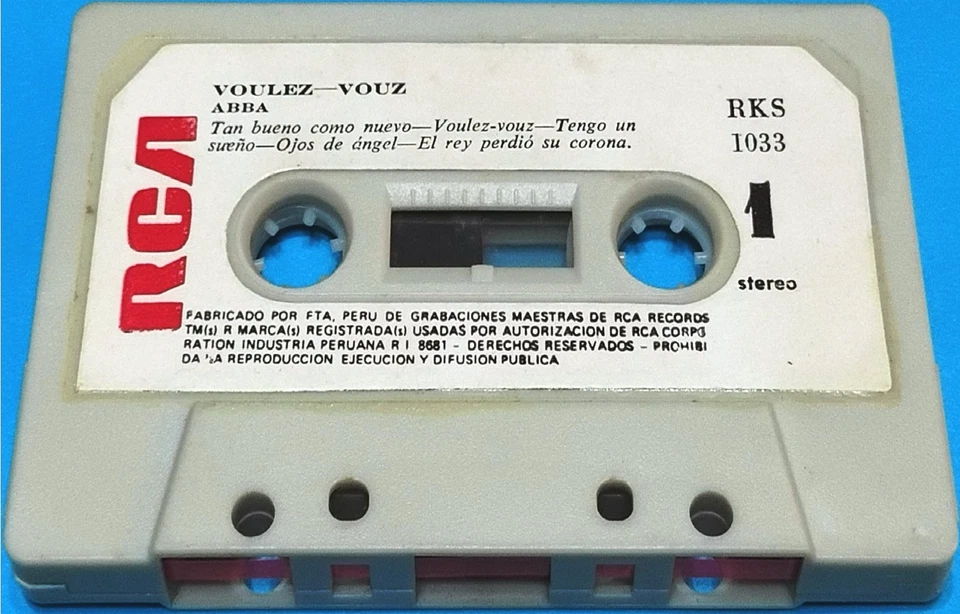 VOULEZ—VOUZ
ABBA
Tan bueno como nuevo—Voulez-vouz—Tengo un
sueño—Ojos de ángel—El rey perdió su corona.
RKS
1033
1
stereo
RCA
FABRICADO POR FTA, PERU DE GRABACIONES MAESTRAS DE RCA RECORDS
TM(s) R MARCA(s) REGISTRADA(s) USADAS POR AUTORIZACION DE RCA CORPO
RATION INDUSTRIA PERUANA R I 8681 - DERECHOS RESERVADOS - PROHIBI
DA LA REPRODUCCION EJECUCION Y DIFUSION PUBLICA